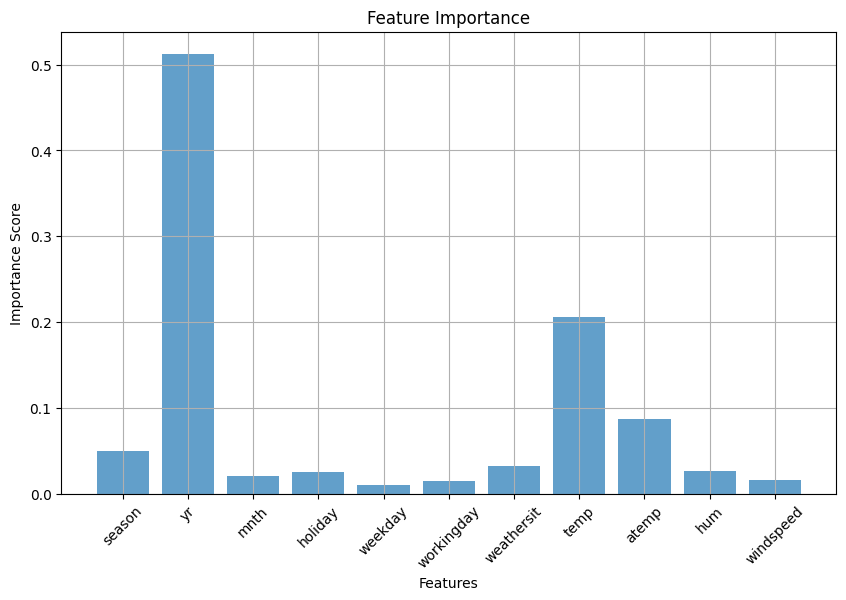 Feature Importance
Importance Score
0.5
0.4
0.3
0.2
0.1
0.0
season
yr
mnth
holiday
weekday
workingday
weathersit
temp
atemp
hum
windspeed
Features